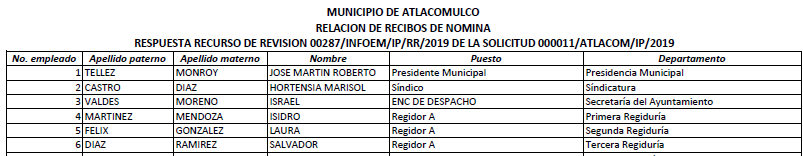 MUNICIPIO DE ATLACOMULCO
RELACION DE RECIBOS DE NOMINA
RESPUESTA RECURSO DE REVISION 00287/INFOEM/IP/RR/2019 DE LA SOLICITUD 000011/ATLACOM/IP/2019
No. empleado Apellido paterno Apellido materno Nombre Puesto Departamento
1 TELLEZ MONROY JOSE MARTIN ROBERTO Presidente Municipal Presidencia Municipal
2 CASTRO DIAZ HORTENSIA MARISOL Síndico Síndicatura
3 VALDES MORENO ISRAEL ENC DE DESPACHO Secretaría del Ayuntamiento
4 MARTINEZ MENDOZA ISIDRO Regidor A Primera Regiduría
5 FELIX GONZALEZ LAURA Regidor A Segunda Regiduría
6 DIAZ RAMIREZ SALVADOR Regidor A Tercera Regiduría